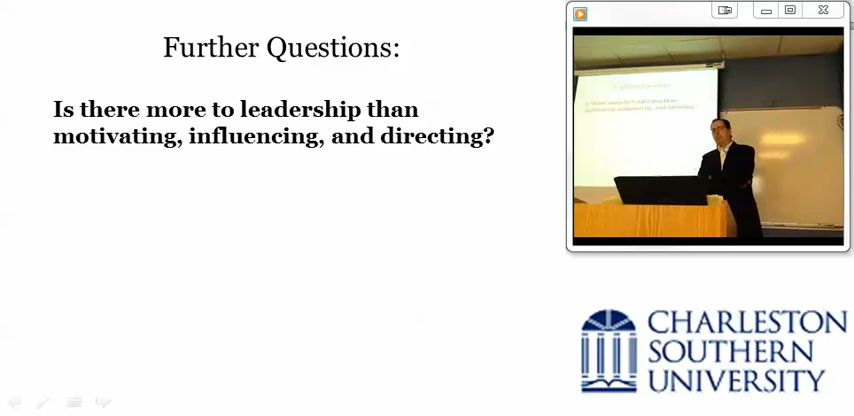 Further Questions:
Is there more to leadership than
motivating, influencing, and directing?
CHARLESTON
SOUTHERN
UNIVERSITY